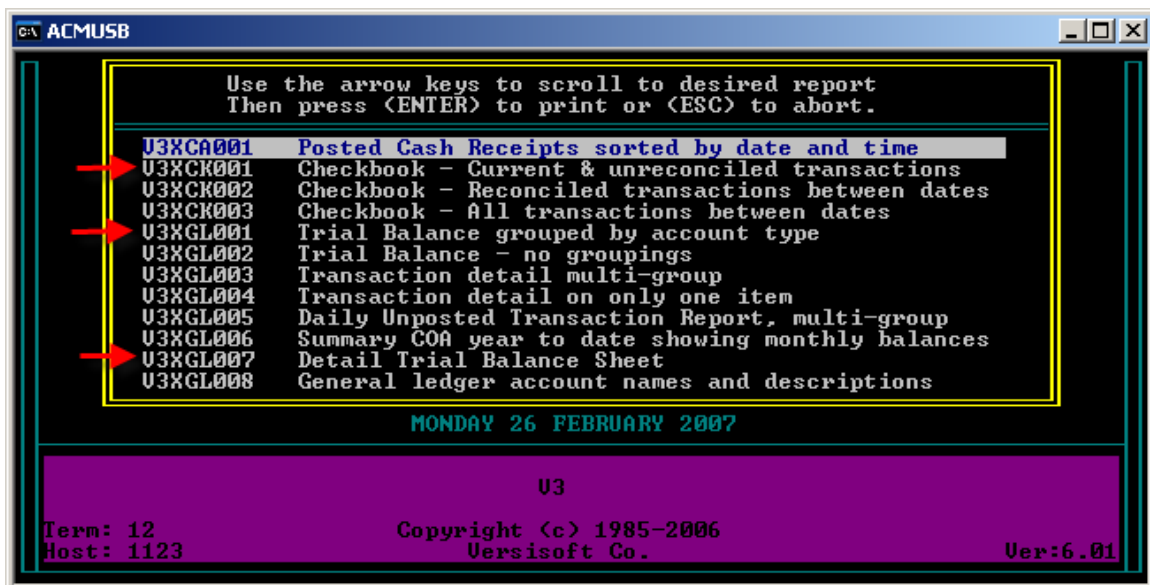 ACMUSB
Use the arrow keys to scroll to desired report
Then press <ENTER> to print or <ESC> to abort.
V3XCA001 Posted Cash Receipts sorted by date and time
V3XCK001 Checkbook - Current & unreconciled transactions
V3XCK002 Checkbook - Reconciled transactions between dates
V3XCK003 Checkbook - All transactions between dates
V3XGL001 Trial Balance grouped by account type
V3XGL002 Trial Balance - no groupings
V3XGL003 Transaction detail multi-group
V3XGL004 Transaction detail on only one item
V3XGL005 Daily Unposted Transaction Report, multi-group
V3XGL006 Summary COA year to date showing monthly balances
V3XGL007 Detail Trial Balance Sheet
V3XGL008 General ledger account names and descriptions
MONDAY 26 FEBRUARY 2007
V3
Term: 12 Copyright <c> 1985-2006
Host: 1123 Versisoft Co. Ver:6.01